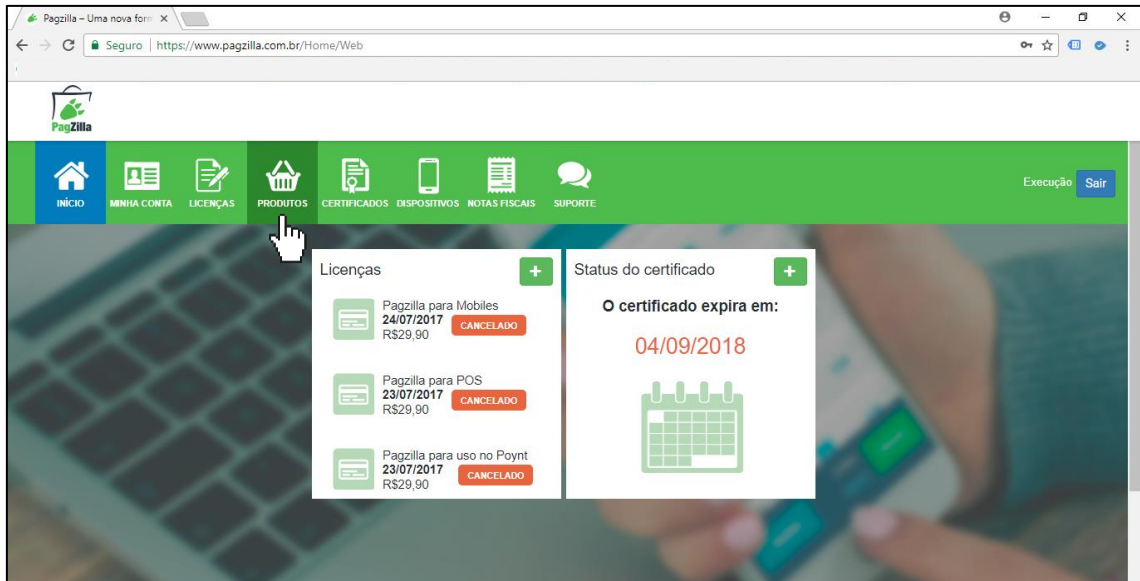 Pagzilla – Uma nova form
Seguro | https://www.pagzilla.com.br/Home/Web
PagZilla
INÍCIO
MINHA CONTA
LICENÇAS
PRODUTOS
CERTIFICADOS
DISPOSITIVOS
NOTAS FISCAIS
SUPORTE
Execução
Sair
Licenças
+
Pagzilla para Mobiles
24/07/2017 CANCELADO
R$29,90
Pagzilla para POS
23/07/2017 CANCELADO
R$29,90
Pagzilla para uso no Poynt
23/07/2017 CANCELADO
R$29,90
Status do certificado
+
O certificado expira em:
04/09/2018